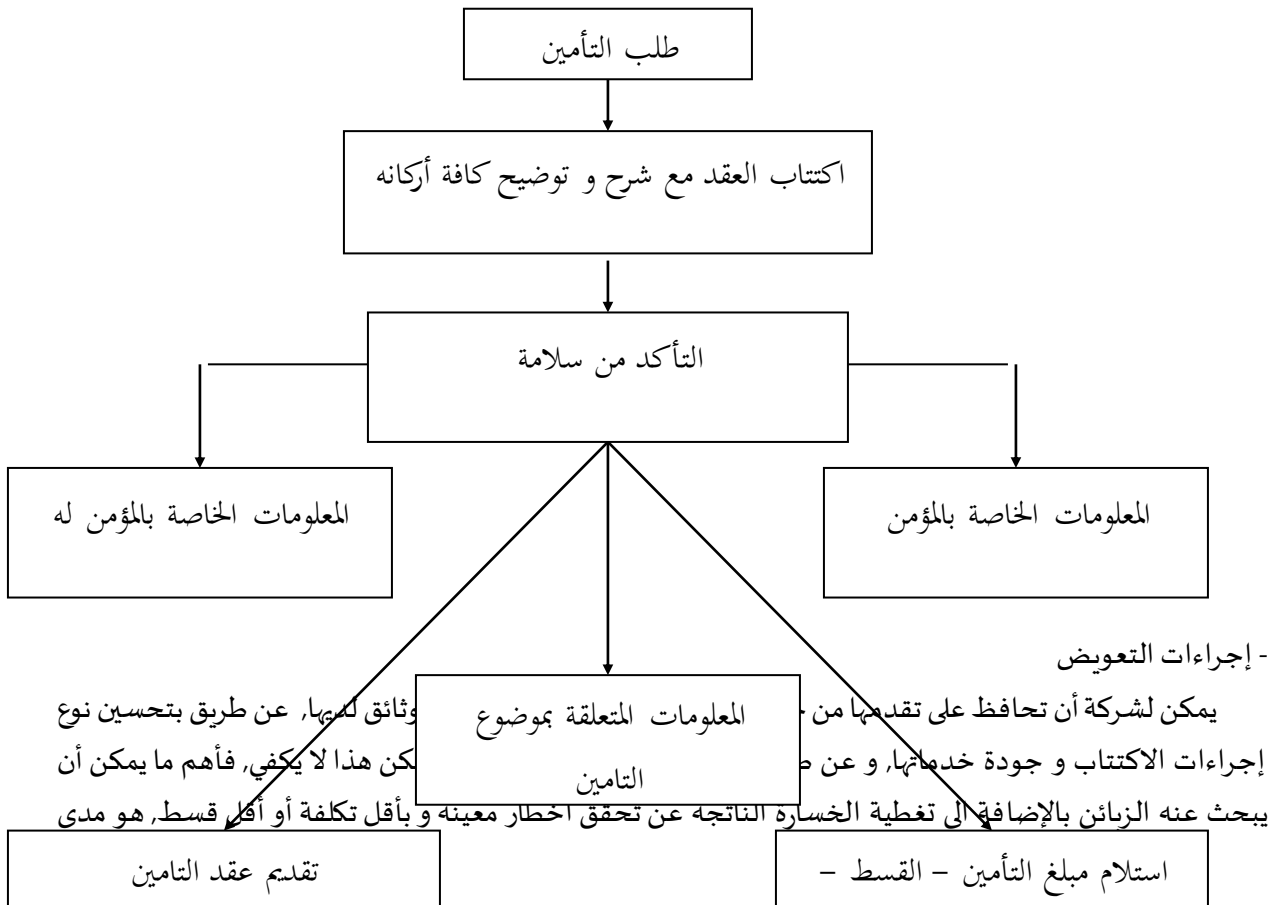 طلب التأمين
اكتتاب العقد مع شرح و توضيح كافة أركانه
التأكد من سلامة
المعلومات الخاصة بالمؤمن
المعلومات الخاصة بالمؤمن له
- إجراءات التعويض
المعلومات المتعلقة بموضوع
التامين
يمكن لشركة أن تحافظ على تقدمها من وثائق لديها, عن طريق بتحسين نوع
إجراءات الاكتتاب و جودة خدماتها, و عن هذا لا يكفي, فأهم ما يمكن أن
يبحث عنه الزبائن بالإضافة الى تغطية الخسارة الناتجة عن تحقق أخطار معينة و بأقل تكلفة أو أقل قسط, هو مدى
استلام مبلغ التأمين – القسط –
تقديم عقد التامين